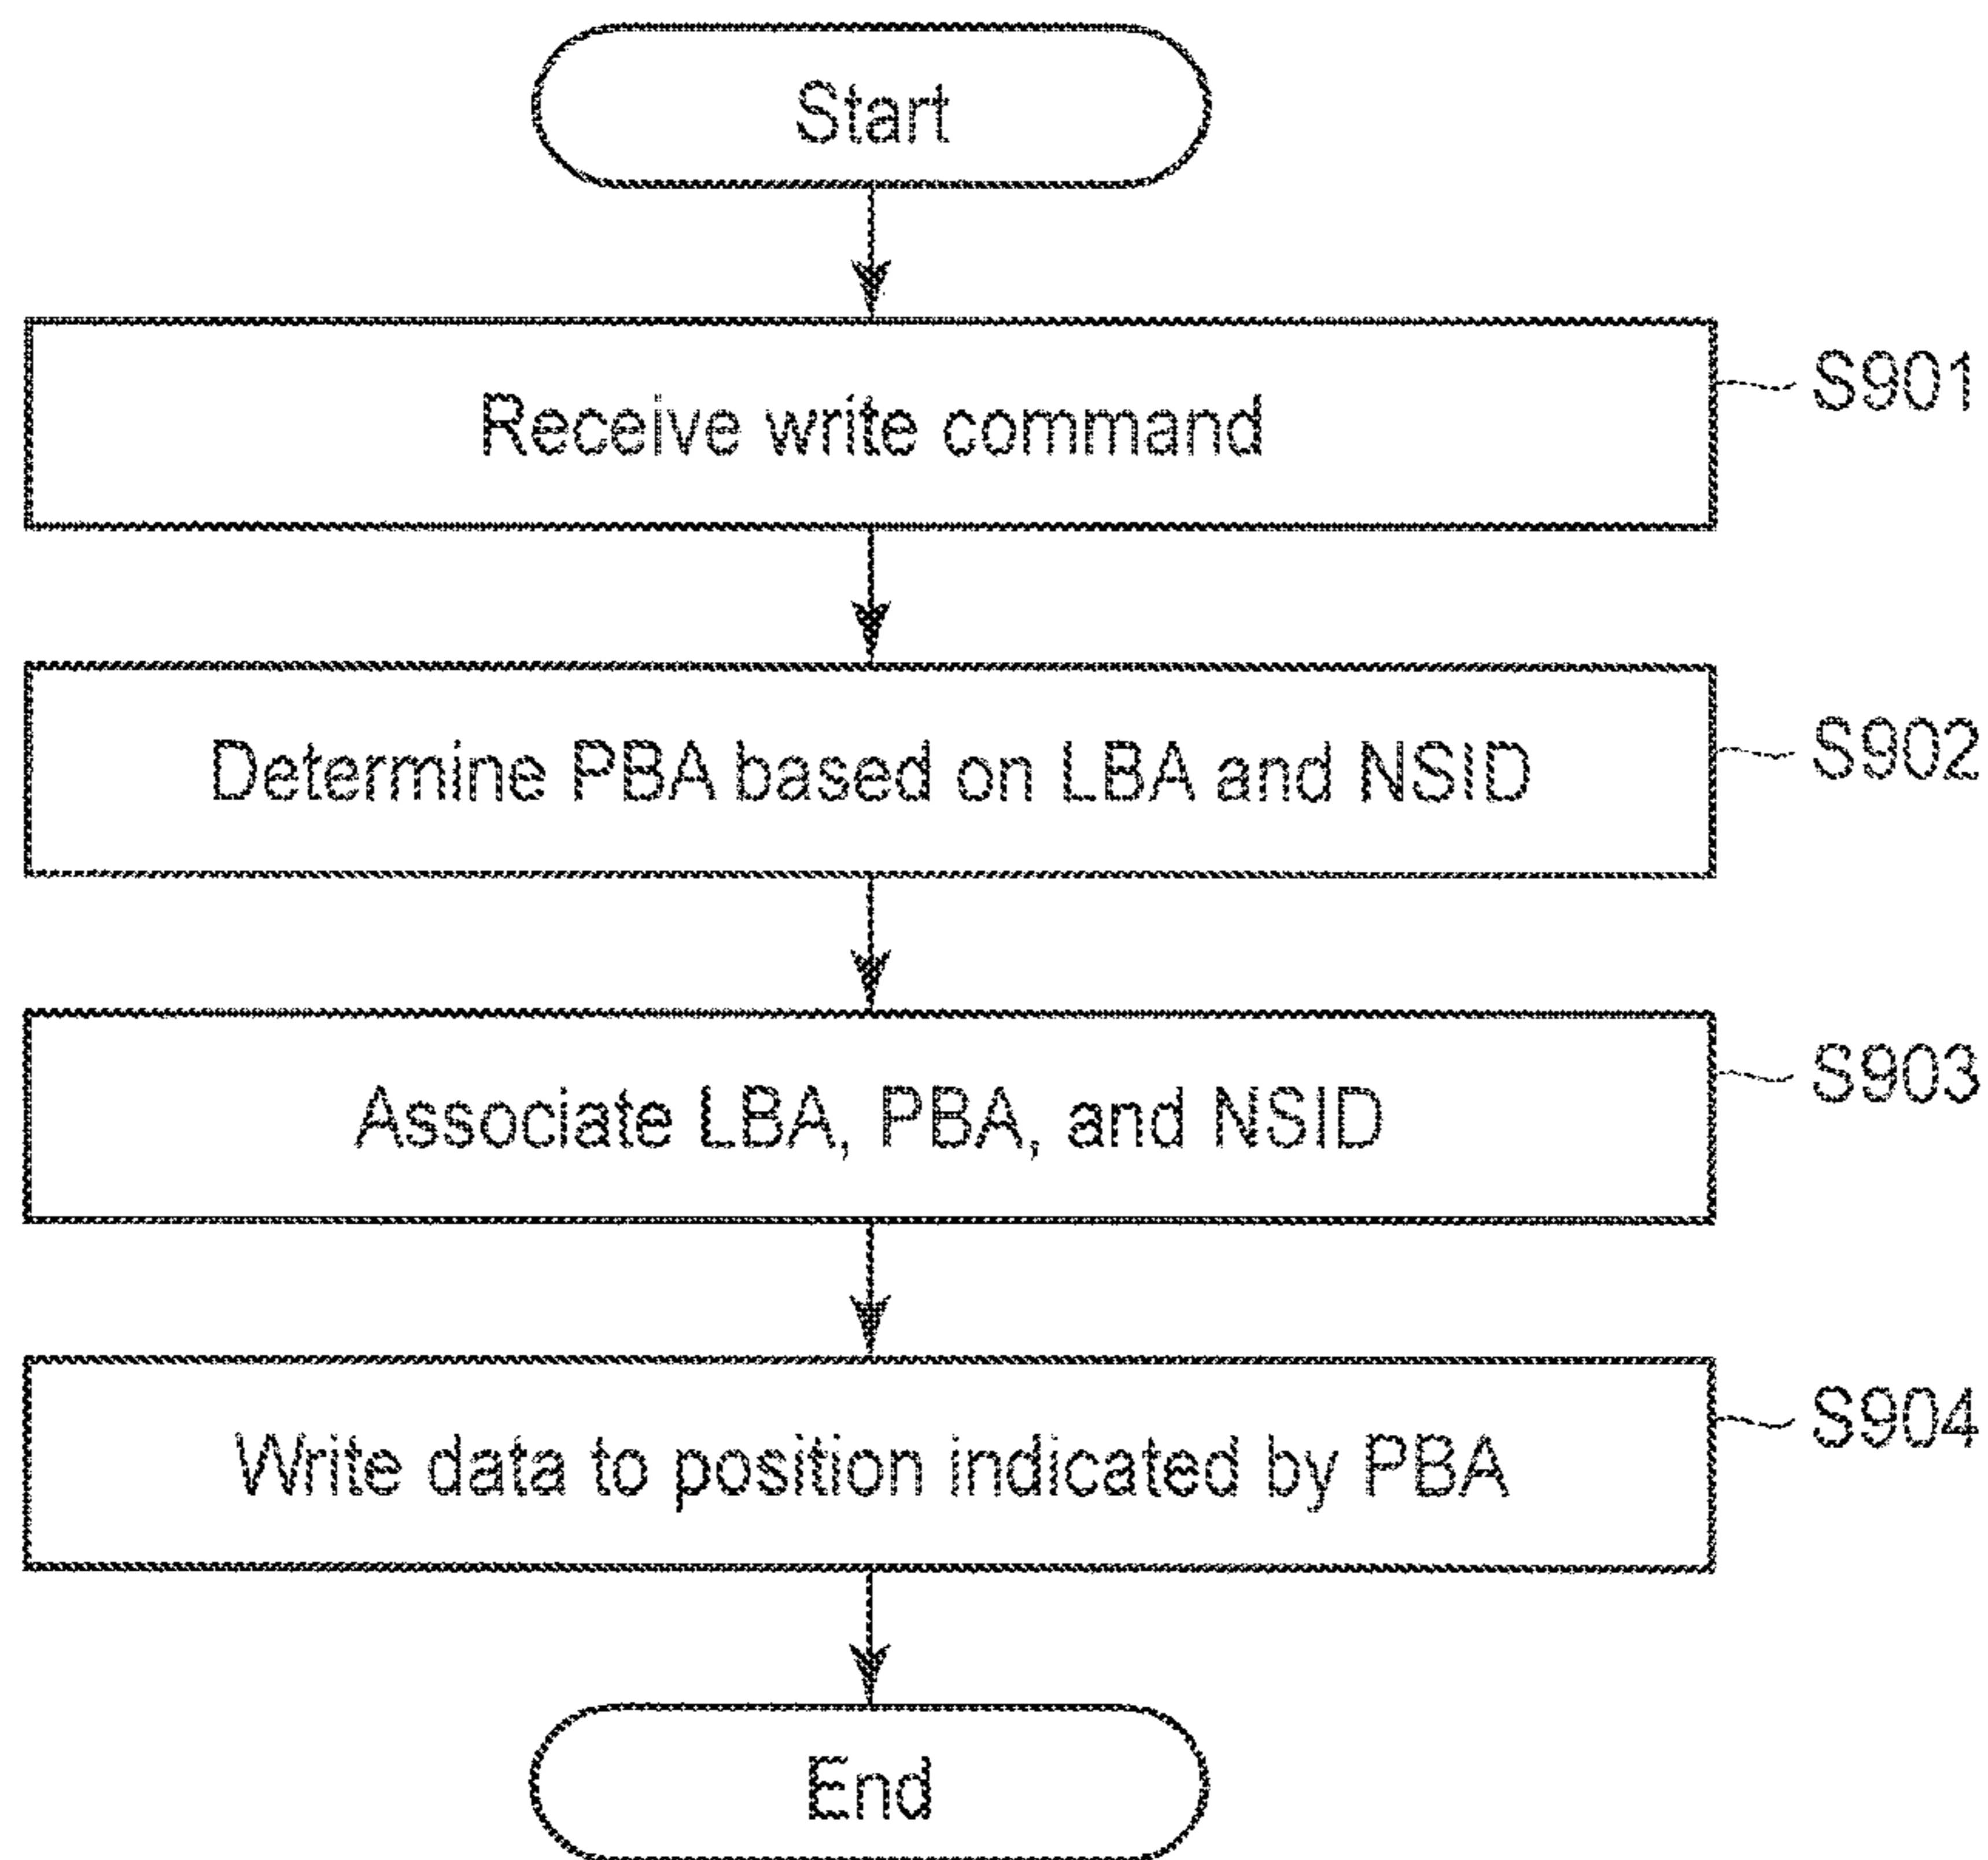 Start
Receive write command
S901
Determine PBA based on LBA and NSID
S902
Associate LBA, PBA, and NSID
S903
Write data to position indicated by PBA
S904
End